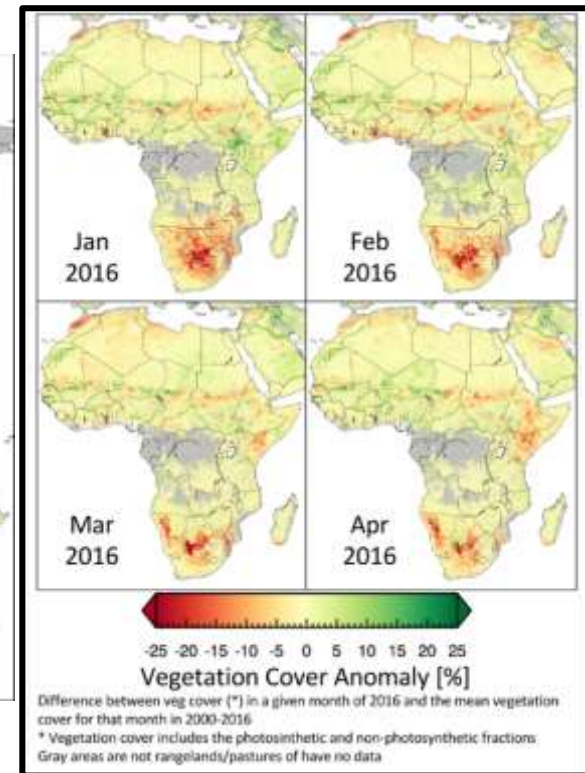 Jan
2016
Feb
2016
Mar
2016
Apr
2016
-25 -20 -15 -10 -5 0 5 10 15 20 25
Vegetation Cover Anomaly [%]
Difference between veg cover (*) in a given month of 2016 and the mean vegetation
cover for that month in 2000-2016
* Vegetation cover includes the photosinthetic and non-photosynthetic fractions
Gray areas are not rangelands/pastures of have no data